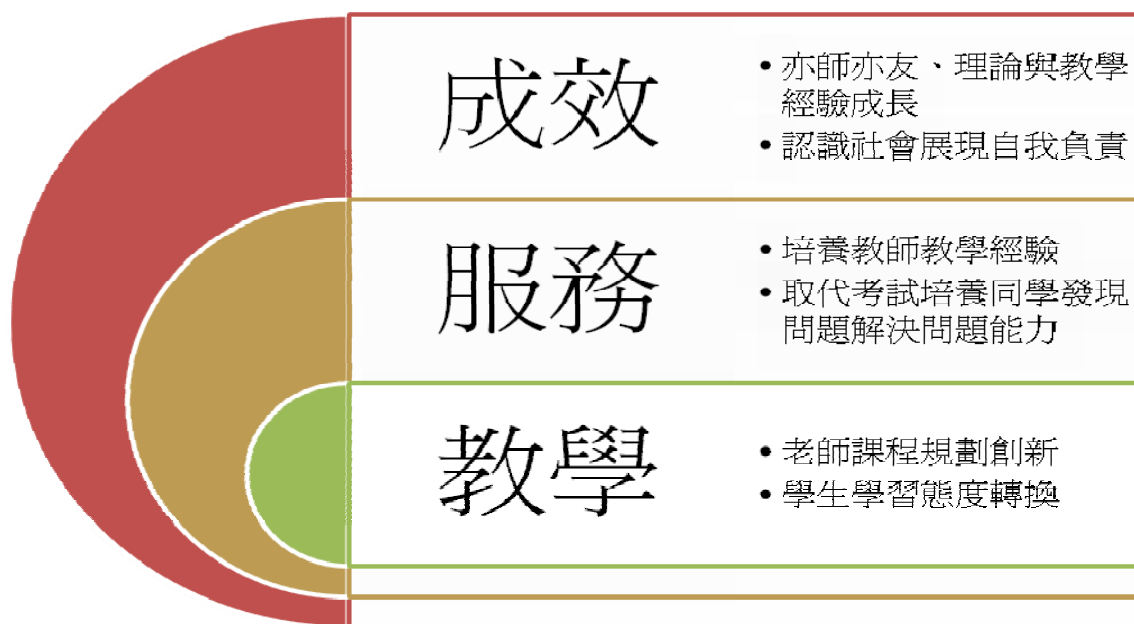 成效
• 亦師亦友、理論與教學
經驗成長
• 認識社會展現自我負責
服務
• 培養教師教學經驗
• 取代考試培養同學發現
問題解決問題能力
教學
• 老師課程規劃創新
• 學生學習態度轉換